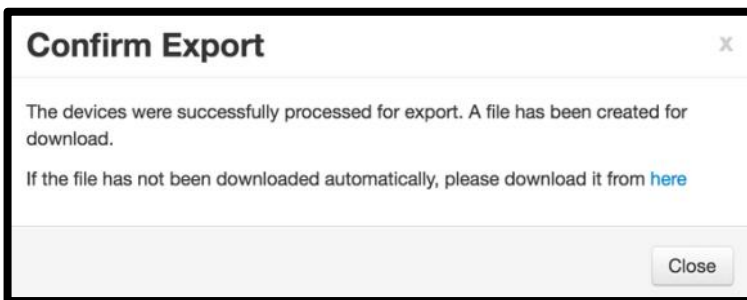 Confirm Export
x
The devices were successfully processed for export. A file has been created for
download.
If the file has not been downloaded automatically, please download it from here
Close